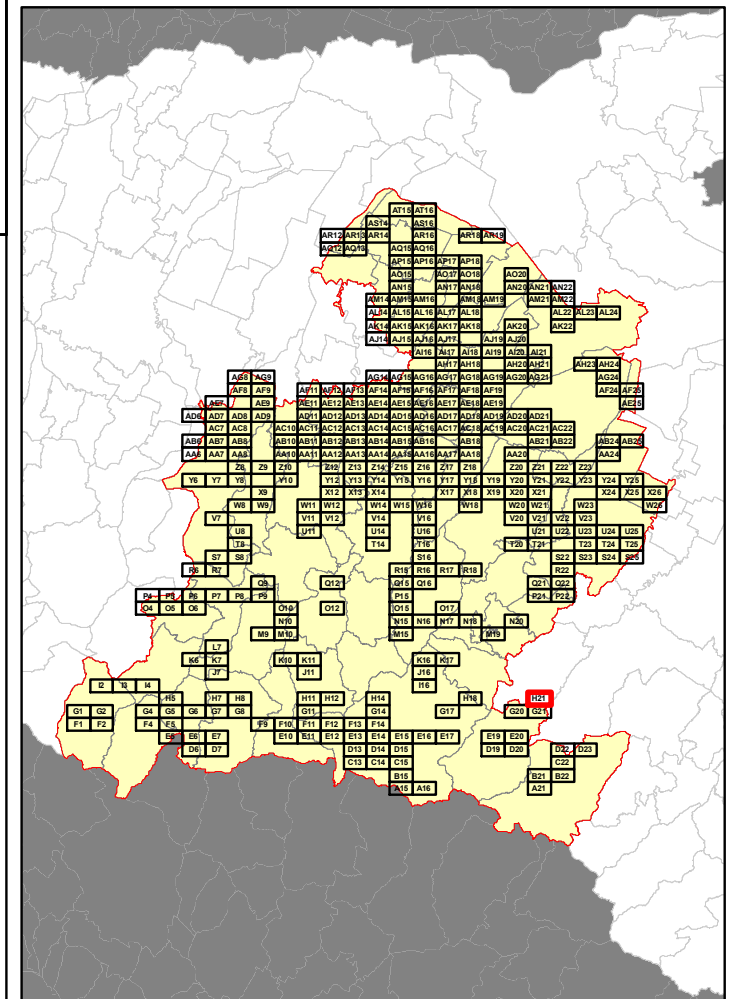 AT15 AT16
AS14 AS16
AR12 AR13 AR14 AR16 AR18 AR19
AQ12 AQ13 AQ15 AQ16
AP15 AP16 AP17 AP18
AO15 AO17 AO18 AO20
AN15 AN17 AN18 AN20 AN21 AN22
AM14 AM15 AM16 AM18 AM19 AM21 AM22
AL14 AL15 AL16 AL17 AL18 AL22 AL23 AL24
AK14 AK15 AK16 AK17 AK18 AK20 AK22
AJ14 AJ15 AJ16 AJ17 AJ19 AJ20
AI16 AI17 AI18 AI19 AI20 AI21
AH17 AH18 AH20 AH21 AH23 AH24
AG8 AG9 AG14 AG15 AG16 AG17 AG18 AG19 AG20 AG21 AG24
AF8 AF9 AF11 AF12 AF13 AF14 AF15 AF16 AF17 AF18 AF19 AF24 AF25
AE7 AE9 AE11 AE12 AE13 AE14 AE15 AE16 AE17 AE18 AE19 AE25
AD6 AD7 AD8 AD9 AD11 AD12 AD13 AD14 AD15 AD16 AD17 AD18 AD19 AD20 AD21
AC7 AC8 AC10 AC11 AC12 AC13 AC14 AC15 AC16 AC17 AC18 AC19 AC20 AC21 AC22
AB6 AB7 AB8 AB10 AB11 AB12 AB13 AB14 AB15 AB16 AB18 AB21 AB22 AB24 AB25
AA6 AA7 AA8 AA10 AA11 AA12 AA13 AA14 AA15 AA16 AA17 AA18 AA20 AA24
Z8 Z9 Z10 Z12 Z13 Z14 Z15 Z16 Z17 Z18 Z20 Z21 Z22 Z23
Y6 Y7 Y8 Y10 Y12 Y13 Y14 Y15 Y16 Y17 Y18 Y19 Y20 Y21 Y22 Y23 Y24 Y25
X9 X12 X13 X14 X17 X18 X19 X20 X21 X24 X25 X26
W8 W9 W11 W12 W14 W15 W16 W18 W20 W21 W23 W26
V7 V11 V12 V14 V16 V20 V21 V22 V23
U8 U11 U14 U16 U21 U22 U23 U24 U25
T8 T14 T16 T20 T21 T23 T24 T25
S7 S8 S16 S22 S23 S24 S25
R6 R7 R15 R16 R17 R18 R22
Q9 Q12 Q15 Q16 Q21 Q22
P4 P5 P6 P7 P8 P9 P15 P21 P22
O4 O5 O6 O10 O12 O15 O17
N10 N15 N16 N17 N18 N20
M9 M10 M15 M19
L7
K6 K7 K10 K11 K16 K17
J7 J11 J16
I2 I3 I4 I16
H5 H7 H8 H11 H12 H14 H18 H21
G1 G2 G4 G5 G6 G7 G8 G11 G14 G17 G20 G21
F1 F2 F4 F5 F9 F10 F11 F12 F13 F14
E5 E6 E7 E10 E11 E12 E13 E14 E15 E16 E17 E19 E20
D6 D7 D13 D14 D15 D19 D20 D22 D23
C13 C14 C15 C22
B15 B21 B22
A15 A16 A21